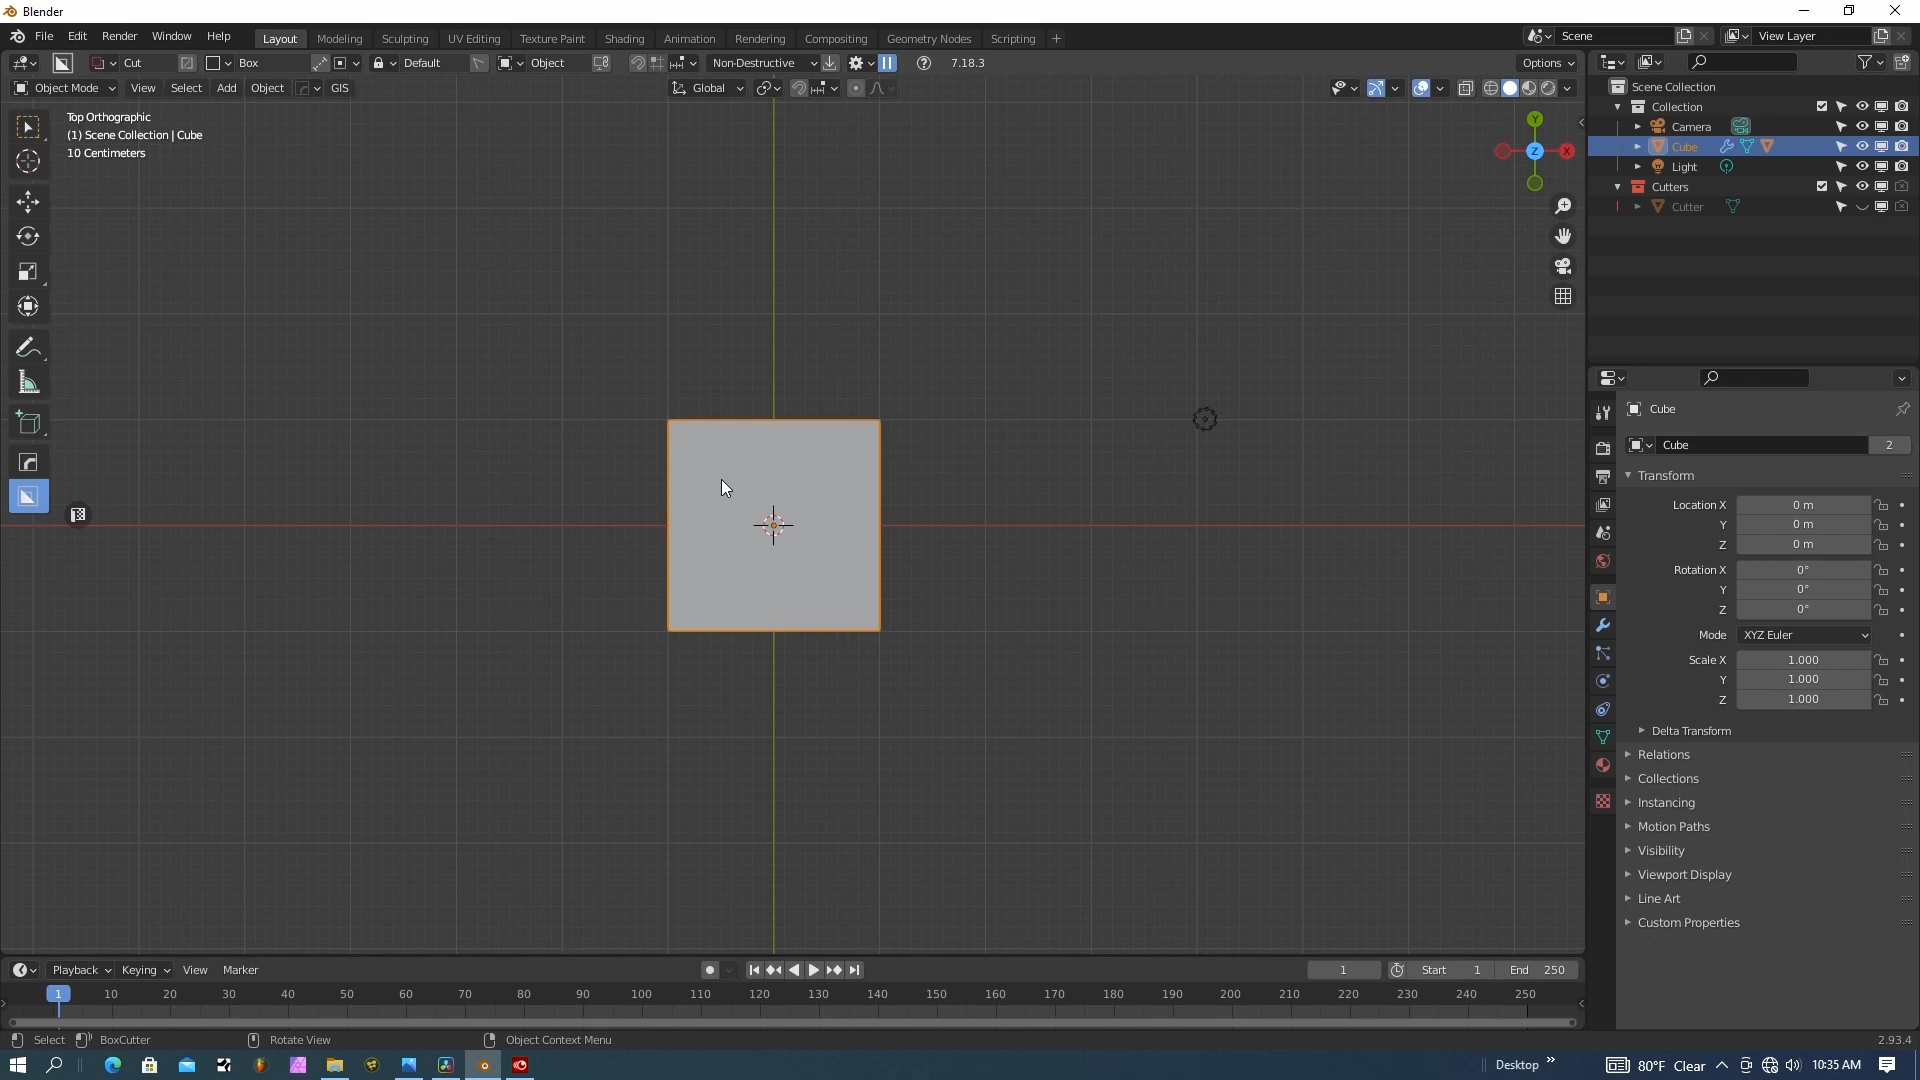 Blender
File Edit Render Window Help
Layout Modeling Sculpting UV Editing Texture Paint Shading Animation Rendering Compositing Geometry Nodes Scripting +
Scene View Layer
Cut Box Default Object Non-Destructive 7.18.3 Options
Object Mode View Select Add Object GIS Global
Top Orthographic
(1) Scene Collection | Cube
10 Centimeters
Y
Z
X
Scene Collection
Collection
Camera
Cube
Light
Cutters
Cutter
Cube
Cube 2
Transform
Location X 0 m
Y 0 m
Z 0 m
Rotation X 0°
Y 0°
Z 0°
Mode XYZ Euler
Scale X 1.000
Y 1.000
Z 1.000
Delta Transform
Relations
Collections
Instancing
Motion Paths
Visibility
Viewport Display
Line Art
Custom Properties
Playback Keying View Marker 1 Start 1 End 250
1 10 20 30 40 50 60 70 80 90 100 110 120 130 140 150 160 170 180 190 200 210 220 230 240 250
Select BoxCutter Rotate View Object Context Menu 2.93.4
Desktop 80°F Clear 10:35 AM